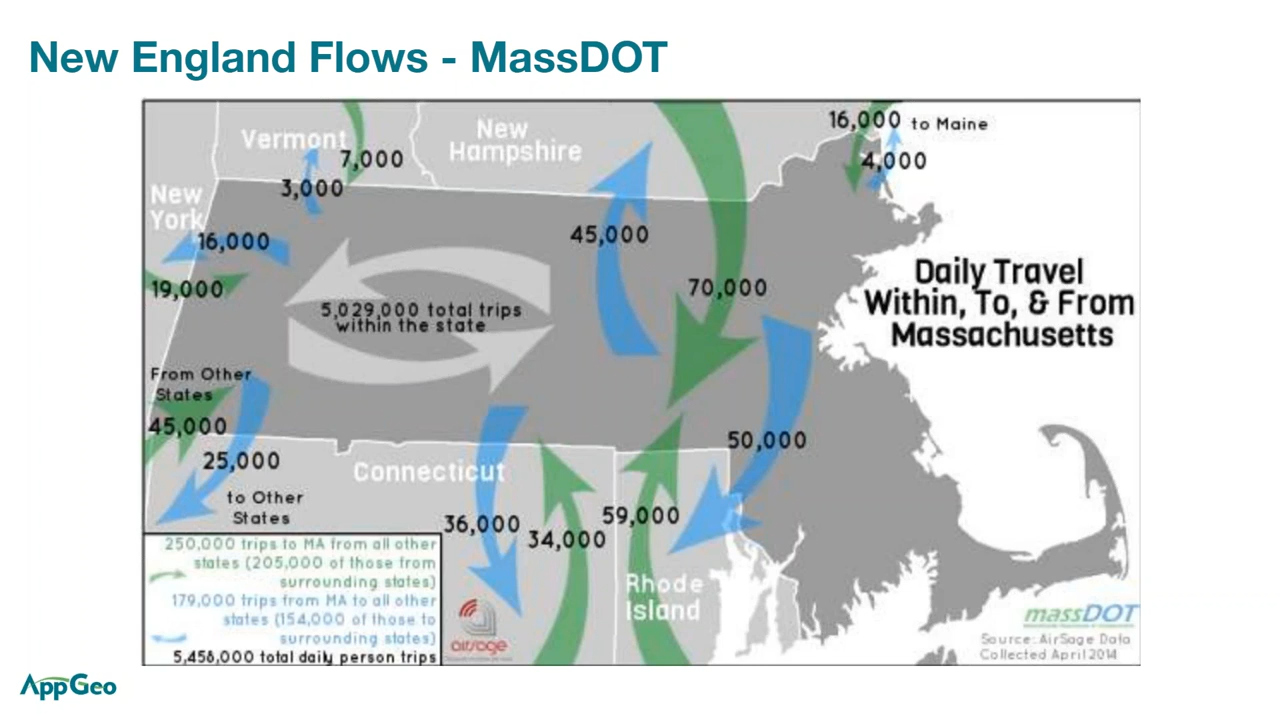 New England Flows - MassDOT
16,000 to Maine
Vermont
New
Hampshire
7,000
4,000
3,000
New
York
16,000
45,000
19,000
70,000
Daily Travel
Within, To, & From
Massachusetts
5,029,000 total trips
within the state
From Other
States
45,000
25,000
50,000
Connecticut
to Other
States
36,000
34,000
59,000
Rhode
Island
250,000 trips to MA from all other
states (205,000 of those from
surrounding states)
179,000 trips from MA to all other
states (154,000 of those to
surrounding states)
5,458,000 total daily person trips
airsage
massDOT
Source: AirSage Data
Collected April 2014
AppGeo